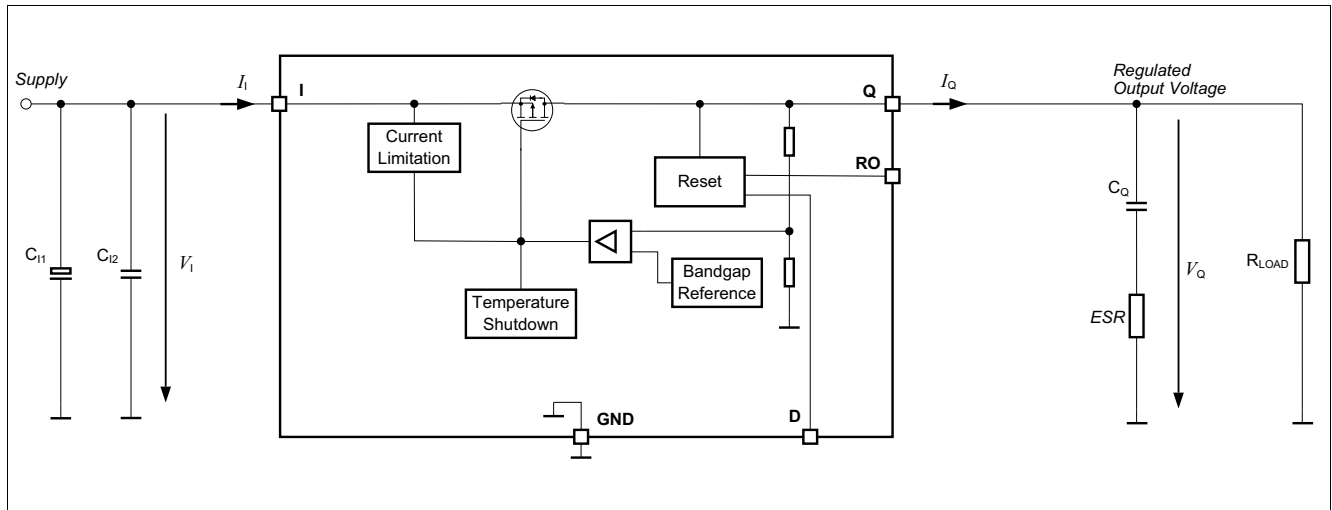 Supply
I_I
I
Q
I_Q
Regulated
Output Voltage
Current
Limitation
RO
Reset
C_Q
C_I1
C_I2
V_I
Bandgap
Reference
V_Q
R_LOAD
Temperature
Shutdown
ESR
GND
D